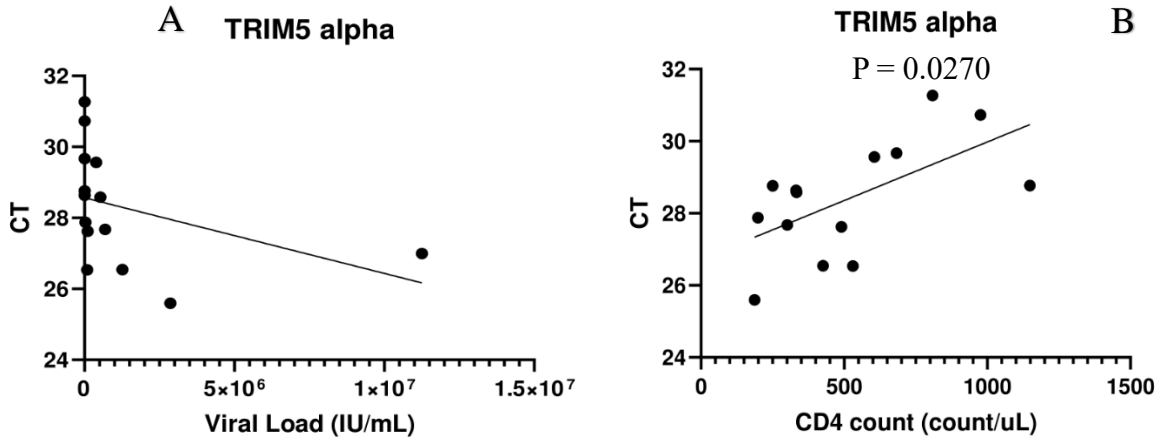 A
TRIM5 alpha
32
30
28
26
24
CT
0
5×10⁶
1×10⁷
1.5×10⁷
Viral Load (IU/mL)
TRIM5 alpha
B
P = 0.0270
32
30
28
26
24
CT
0
500
1000
1500
CD4 count (count/uL)